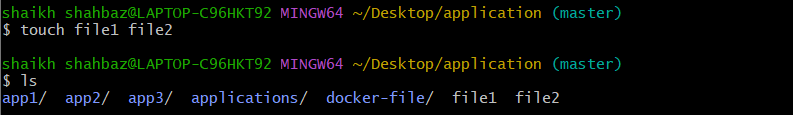 shaikh shahbaz@LAPTOP-C96HKT92 MINGW64 ~/Desktop/application (master)
$ touch file1 file2
shaikh shahbaz@LAPTOP-C96HKT92 MINGW64 ~/Desktop/application (master)
$ ls
app1/  app2/  app3/  applications/  docker-file/  file1  file2